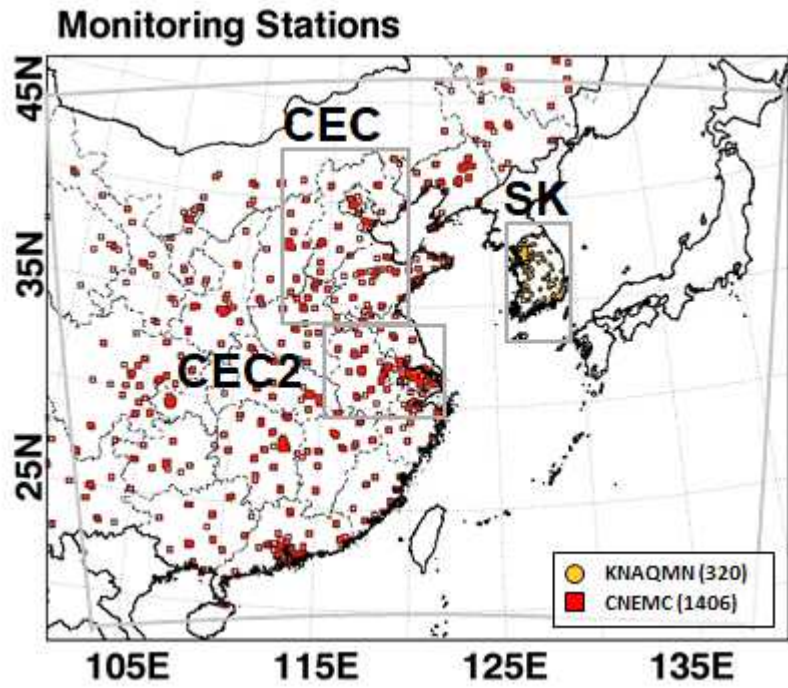 Monitoring Stations
45N
35N
25N
CEC
SK
CEC2
KNAQMN (320)
CNEMC (1406)
105E 115E 125E 135E